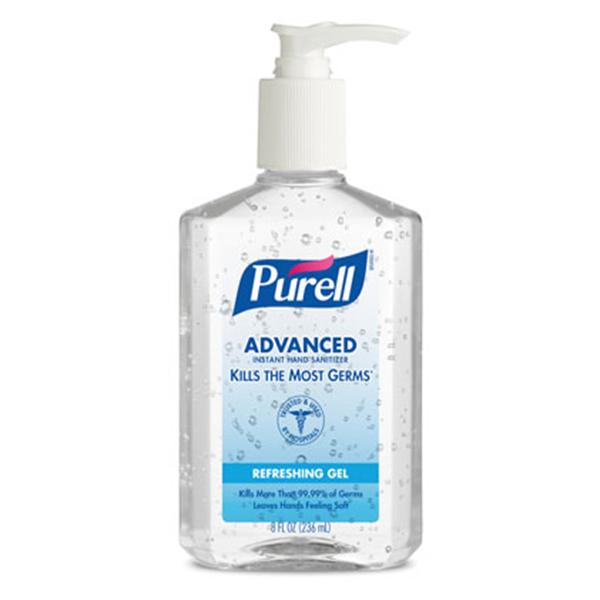 Purell
ADVANCED
INSTANT HAND SANITIZER
KILLS THE MOST GERMS*
TRUSTED & USED
BY HOSPITALS
REFRESHING GEL
Kills More Than 99.99% of Germs
Leaves Hands Feeling Soft
8 FL OZ (236 mL)